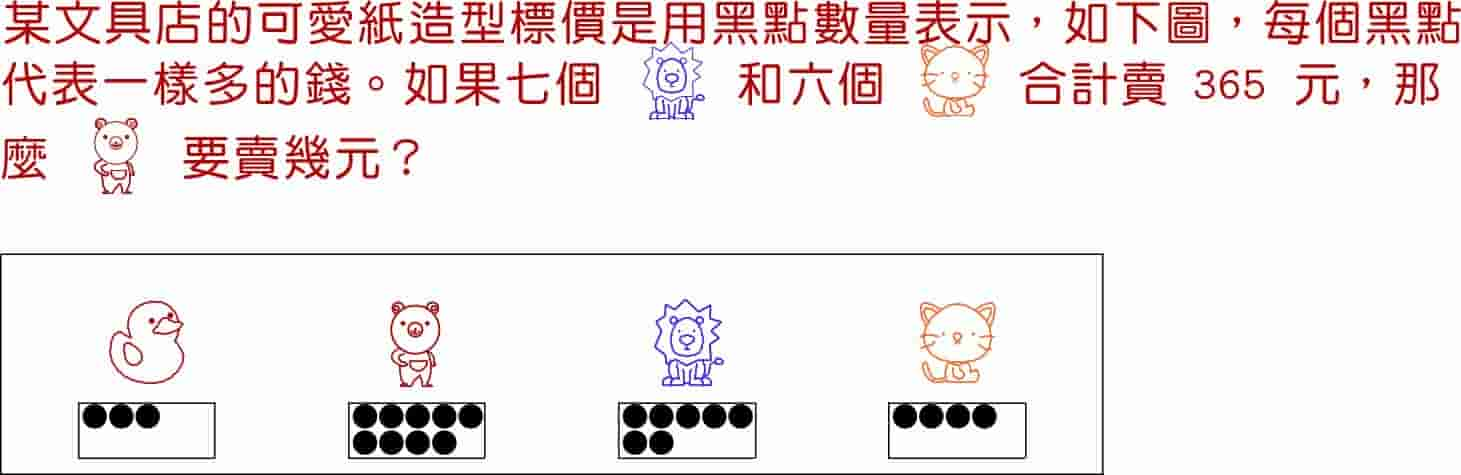 某文具店的可愛紙造型標價是用黑點數量表示，如下圖，每個黑點
代表一樣多的錢。如果七個 和六個 合計賣 365 元，那
麼 要賣幾元？